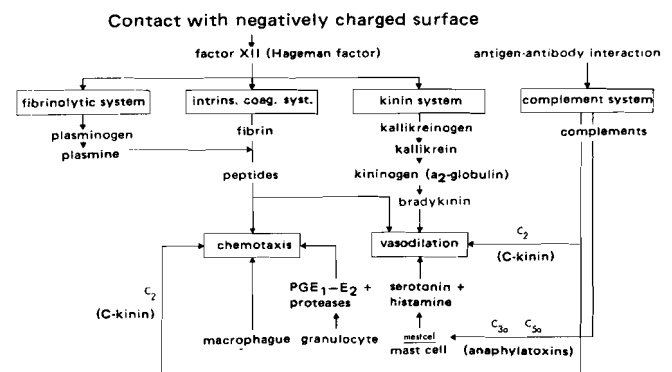 Contact with negatively charged surface
factor XII (Hageman factor)
antigen-antibody interaction
fibrinolytic system
intrins. coag. syst.
kinin system
complement system
plasminogen
fibrin
kallikreinogen
complements
plasmine
kallikrein
peptides
kininogen (a2-globulin)
bradykinin
chemotaxis
vasodilation
C2
(C-kinin)
C2
(C-kinin)
PGE1-E2 +
proteases
serotonin +
histamine
macrophague
granulocyte
mestcel
mast cell
C3a C5a
(anaphylatoxins)